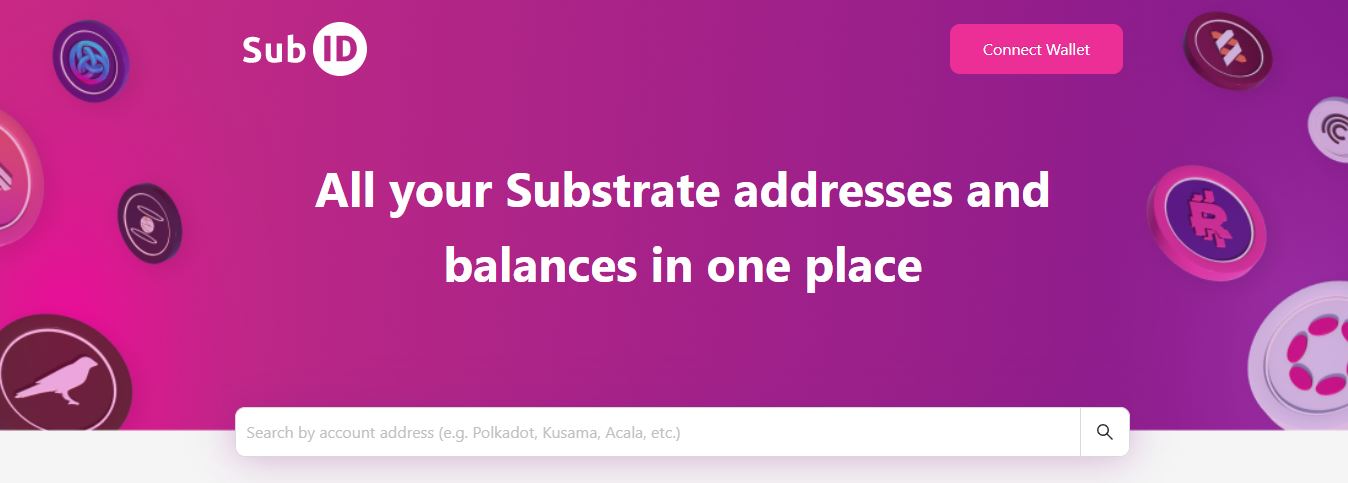 Sub ID
Connect Wallet
All your Substrate addresses and
balances in one place
Search by account address (e.g. Polkadot, Kusama, Acala, etc.)